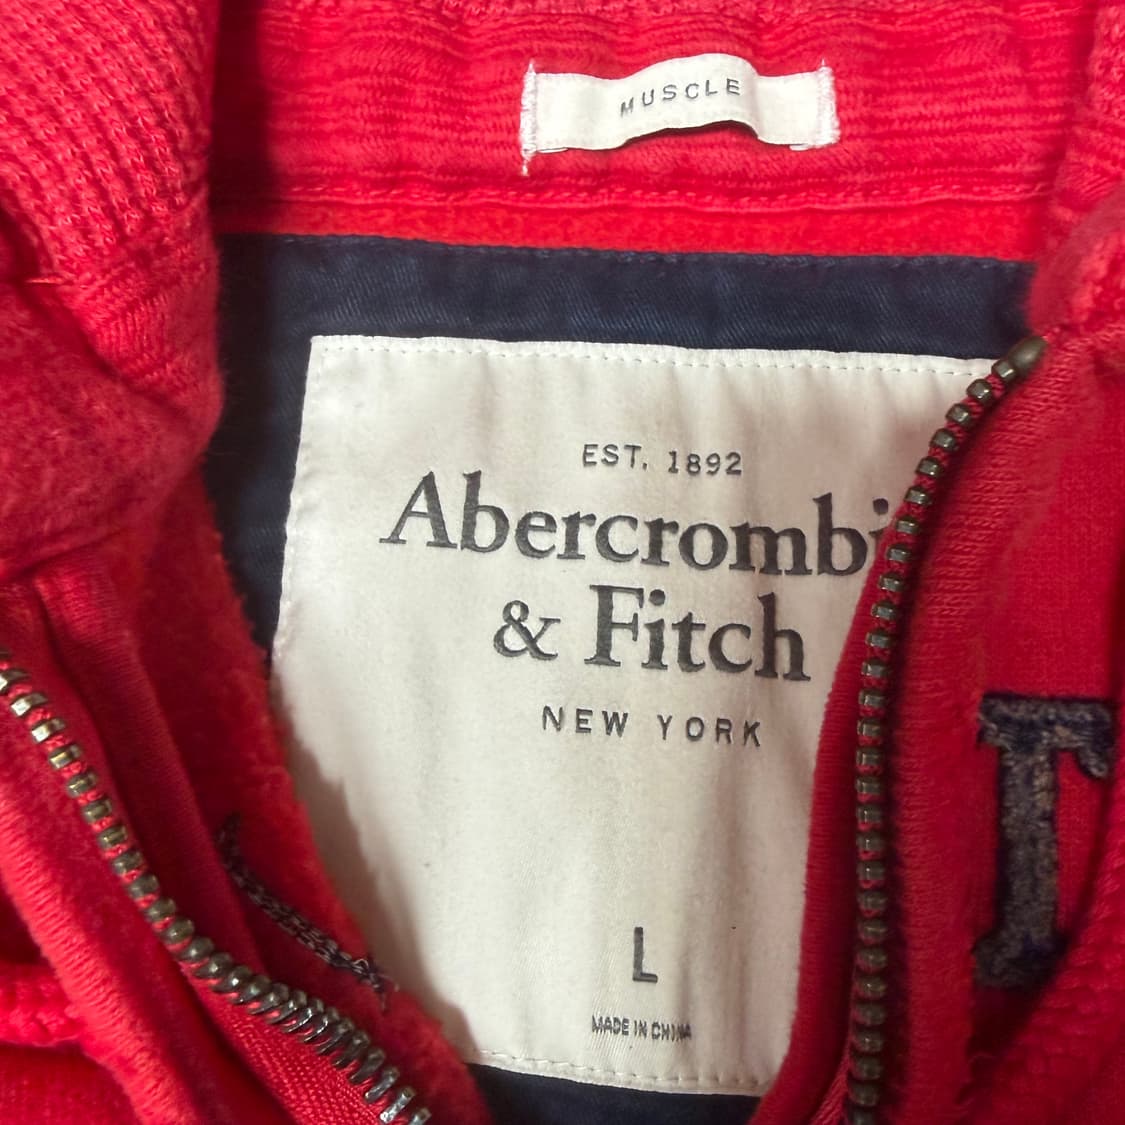 MUSCLE
EST. 1892
Abercrombi
& Fitch
NEW YORK
L
MADE IN CHINA